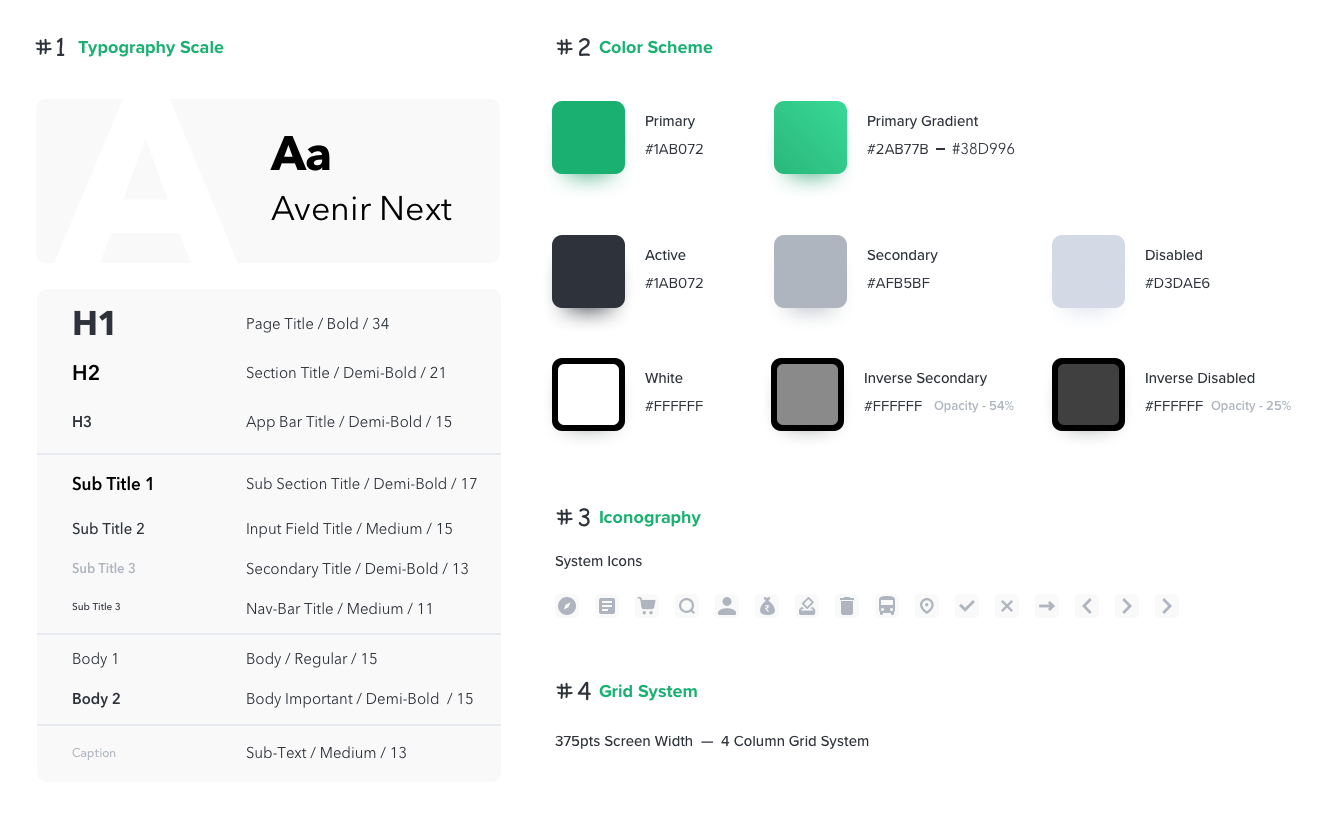 #1 Typography Scale
A
Aa
Avenir Next
H1 Page Title / Bold / 34
H2 Section Title / Demi-Bold / 21
H3 App Bar Title / Demi-Bold / 15
Sub Title 1 Sub Section Title / Demi-Bold / 17
Sub Title 2 Input Field Title / Medium / 15
Sub Title 3 Secondary Title / Demi-Bold / 13
Sub Title 3 Nav-Bar Title / Medium / 11
Body 1 Body / Regular / 15
Body 2 Body Important / Demi-Bold / 15
Caption Sub-Text / Medium / 13
#2 Color Scheme
Primary
#1AB072
Primary Gradient
#2AB77B – #38D996
Active
#1AB072
Secondary
#AFB5BF
Disabled
#D3DAE6
White
#FFFFFF
Inverse Secondary
#FFFFFF Opacity - 54%
Inverse Disabled
#FFFFFF Opacity - 25%
#3 Iconography
System Icons
₹
#4 Grid System
375pts Screen Width — 4 Column Grid System